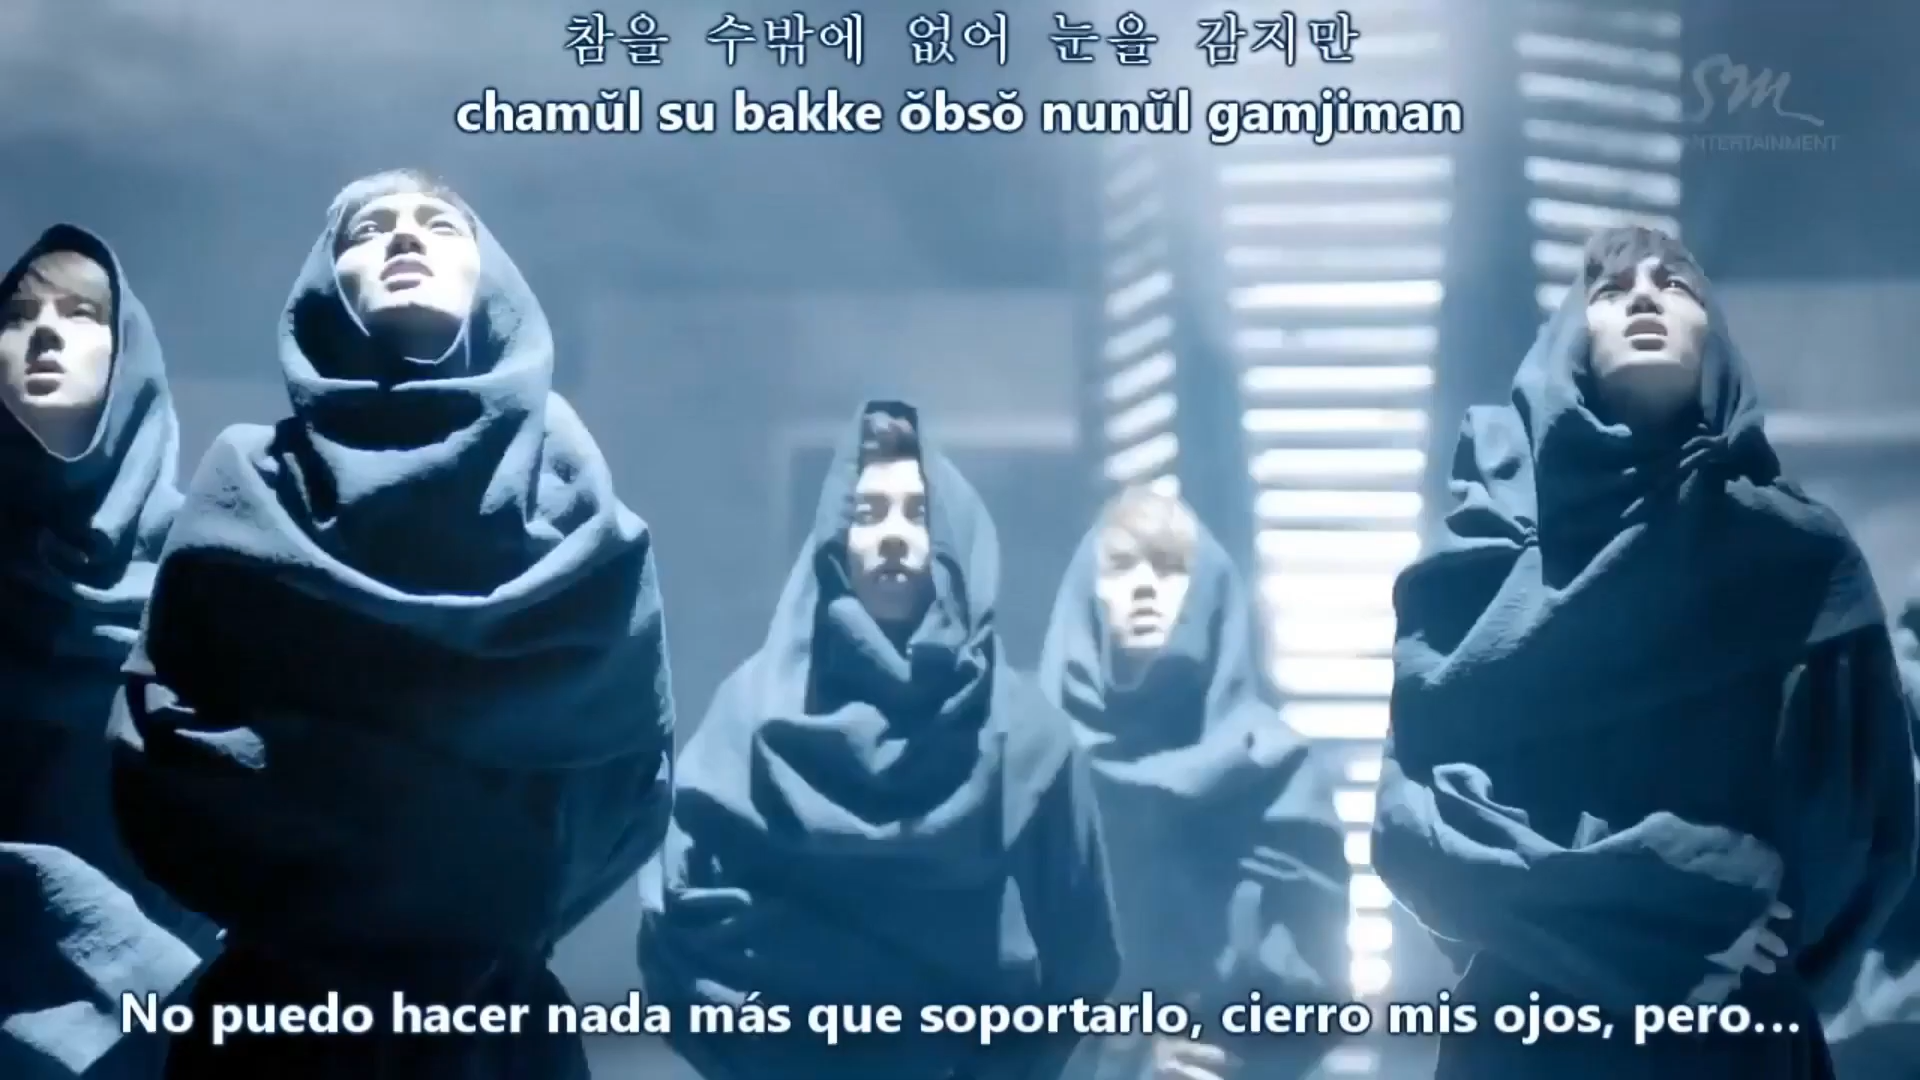 참을 수밖에 없어 눈을 감지만
chamŭl su bakke ŏbsŏ nunŭl gamjiman
SM
ENTERTAINMENT
No puedo hacer nada más que soportarlo, cierro mis ojos, pero...